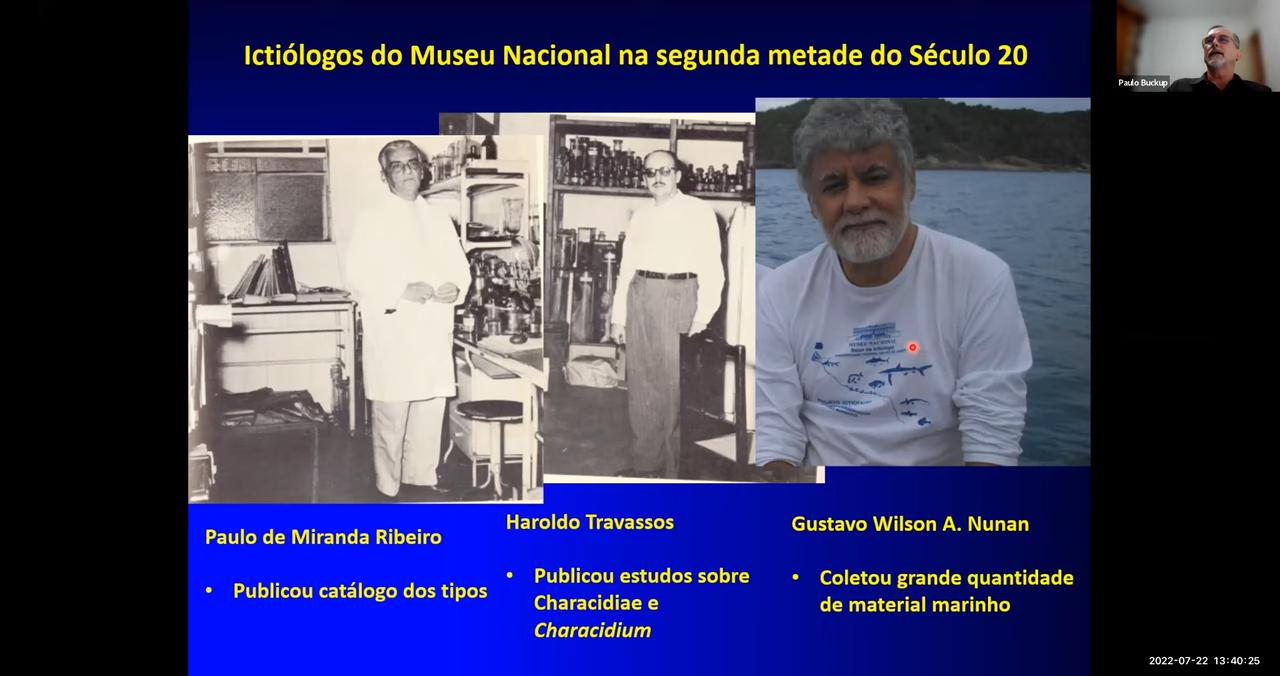 Ictiólogos do Museu Nacional na segunda metade do Século 20
Paulo Buckup
MUSEU NACIONAL
Paulo de Miranda Ribeiro
• Publicou catálogo dos tipos
Haroldo Travassos
• Publicou estudos sobre
Characidiae e
Characidium
Gustavo Wilson A. Nunan
• Coletou grande quantidade
de material marinho
2022-07-22 13:40:25